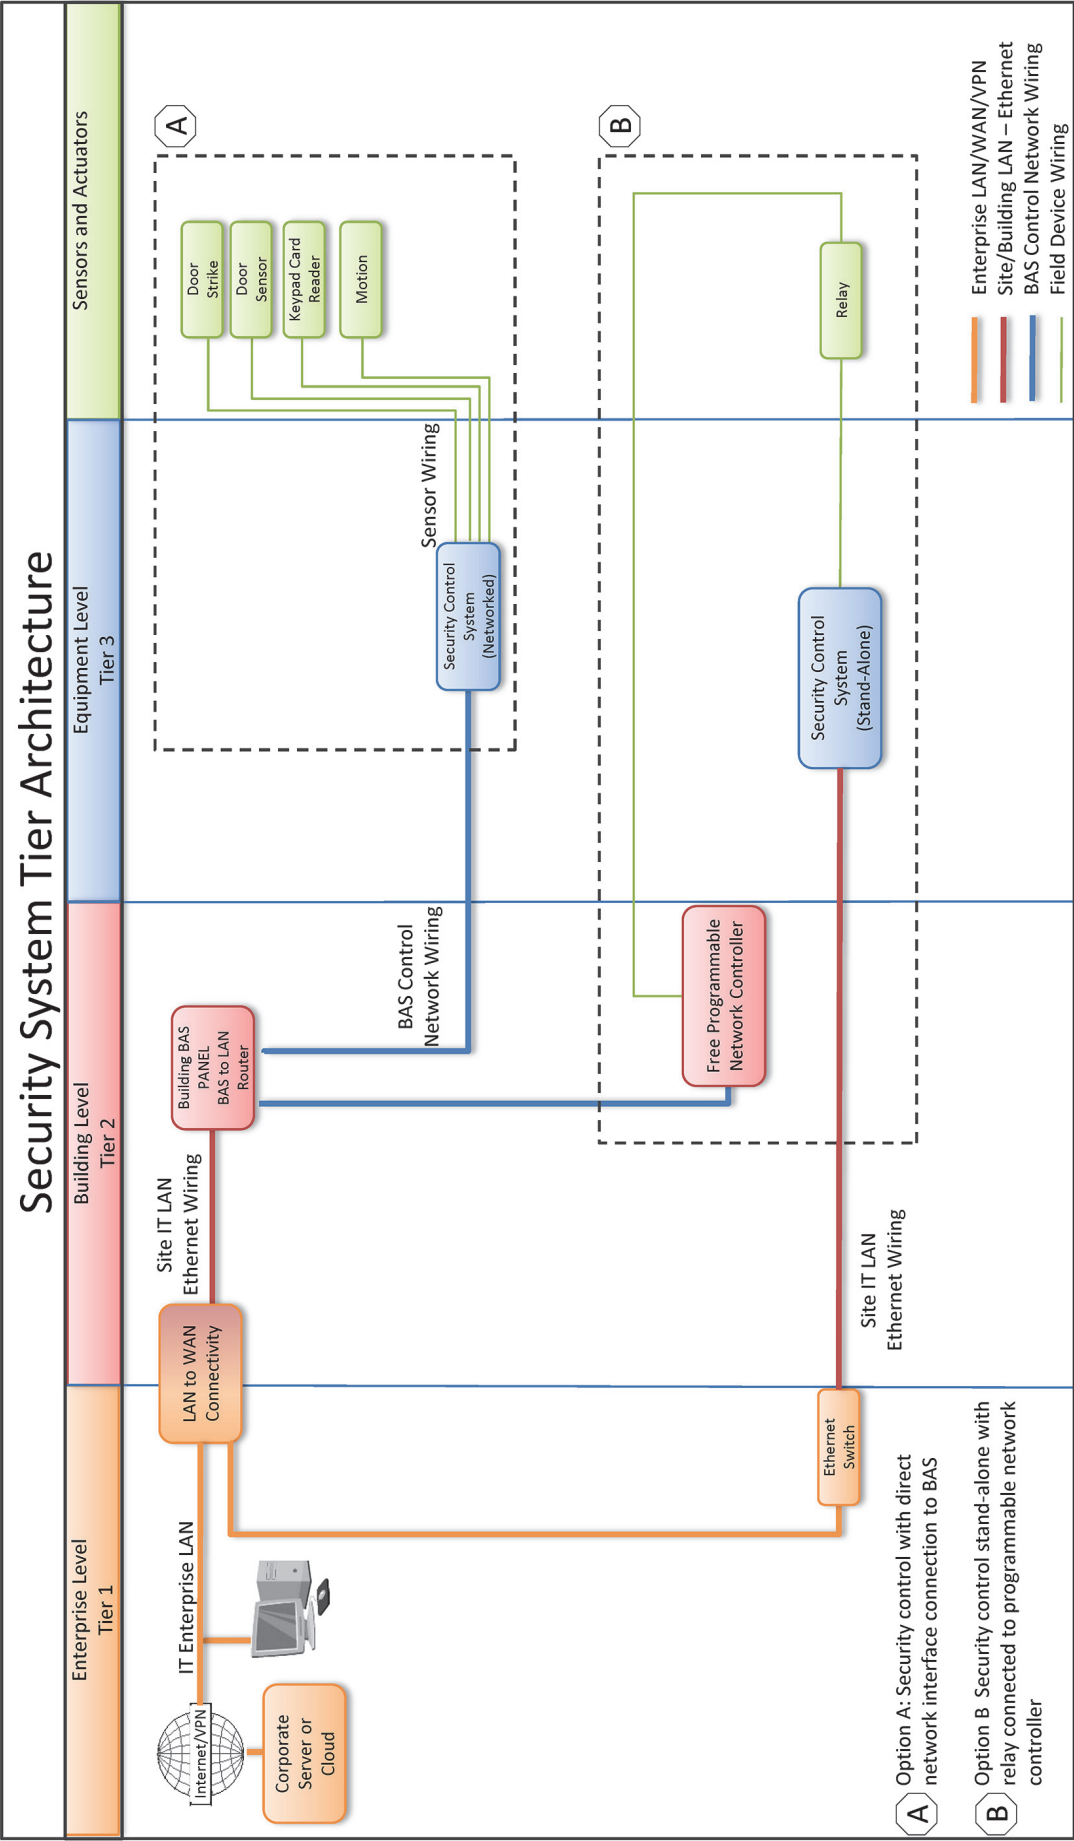 Security System Tier Architecture
Enterprise Level
Tier 1
Building Level
Tier 2
Equipment Level
Tier 3
Sensors and Actuators
Internet/VPN
IT Enterprise LAN
Corporate
Server or
Cloud
LAN to WAN
Connectivity
Site IT LAN
Ethernet Wiring
Building BAS
PANEL
BAS to LAN
Router
BAS Control
Network Wiring
Security Control
System
(Networked)
Sensor Wiring
Door
Strike
Door
Sensor
Keypad Card
Reader
Motion
A
B
Free Programmable
Network Controller
Relay
Security Control
System
(Stand-Alone)
Ethernet
Switch
Site IT LAN
Ethernet Wiring
A
Option A: Security control with direct
network interface connection to BAS
B
Option B Security control stand-alone with
relay connected to programmable network
controller
Enterprise LAN/WAN/VPN
Site/Building LAN – Ethernet
BAS Control Network Wiring
Field Device Wiring